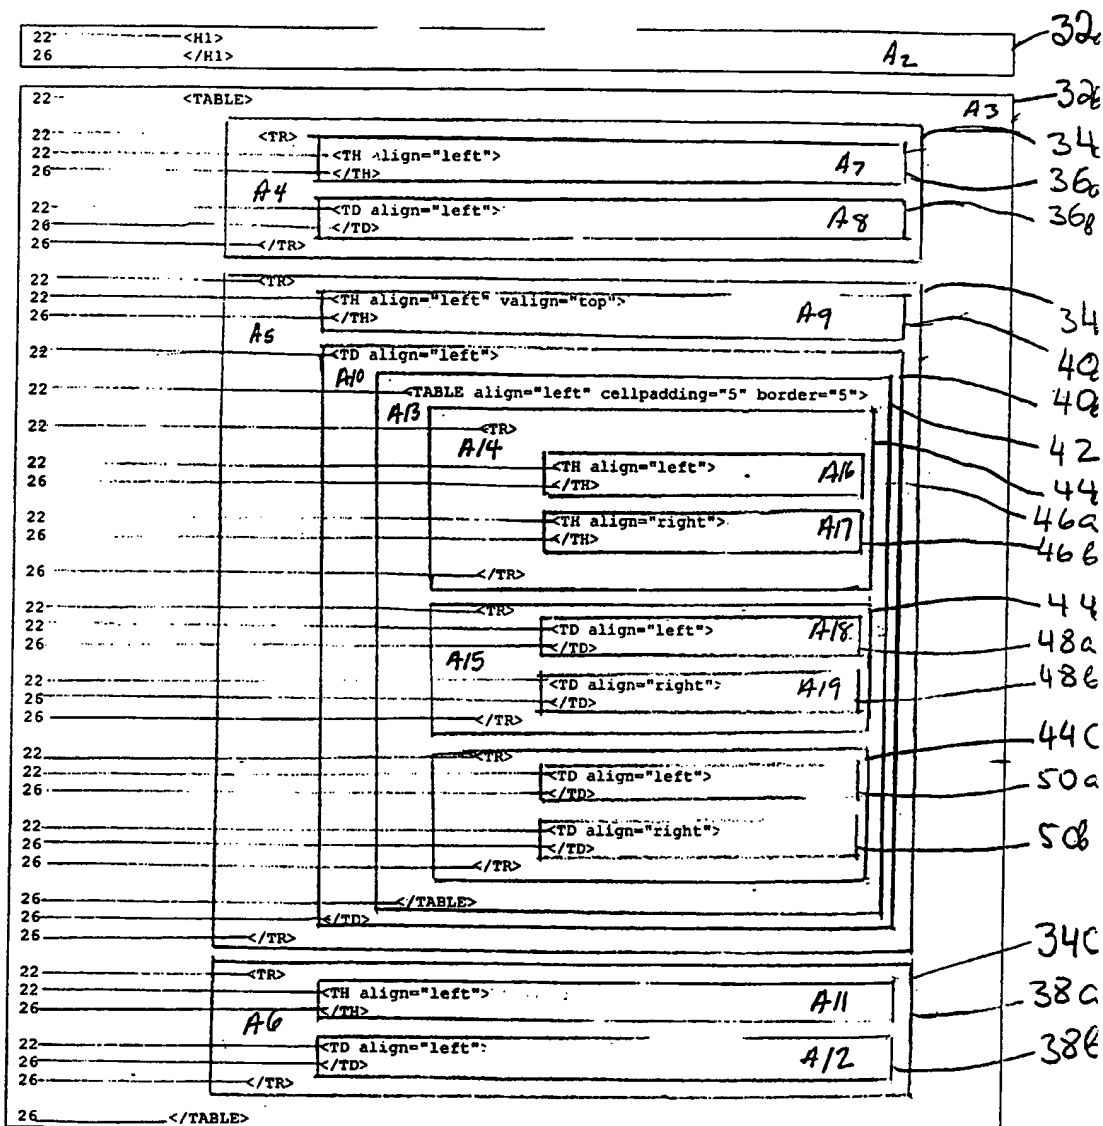 22 <H1> 32a
26 </H1> A2
22 <TABLE> A3 32b
22 <TR> 34
22 <TH align="left"> A7
26 </TH> 36a
A4
22 <TD align="left"> A8 36b
26 </TD>
26 </TR>
22 <TR>
22 <TH align="left" valign="top"> 34
26 </TH> A9
A5
22 <TD align="left"> 40a
A10
22 <TABLE align="left" cellpadding="5" border="5"> 40b
A13
22 <TR> 42
A14
22 <TH align="left"> A16
26 </TH> 44
22 <TH align="right"> A17 46a
26 </TH> 46b
26 </TR>
22 <TR> 44
22 <TD align="left"> A18
26 </TD> 48a
A15
22 <TD align="right"> A19 48b
26 </TD>
26 </TR>
22 <TR> 44C
22 <TD align="left">
26 </TD> 50a
22 <TD align="right">
26 </TD> 50b
26 </TR>
26 </TABLE>
26 </TD>
26 </TR> 34C
22 <TR>
22 <TH align="left"> A11 38a
26 </TH>
A6
22 <TD align="left"> A12 38b
26 </TD>
26 </TR>
26 </TABLE>